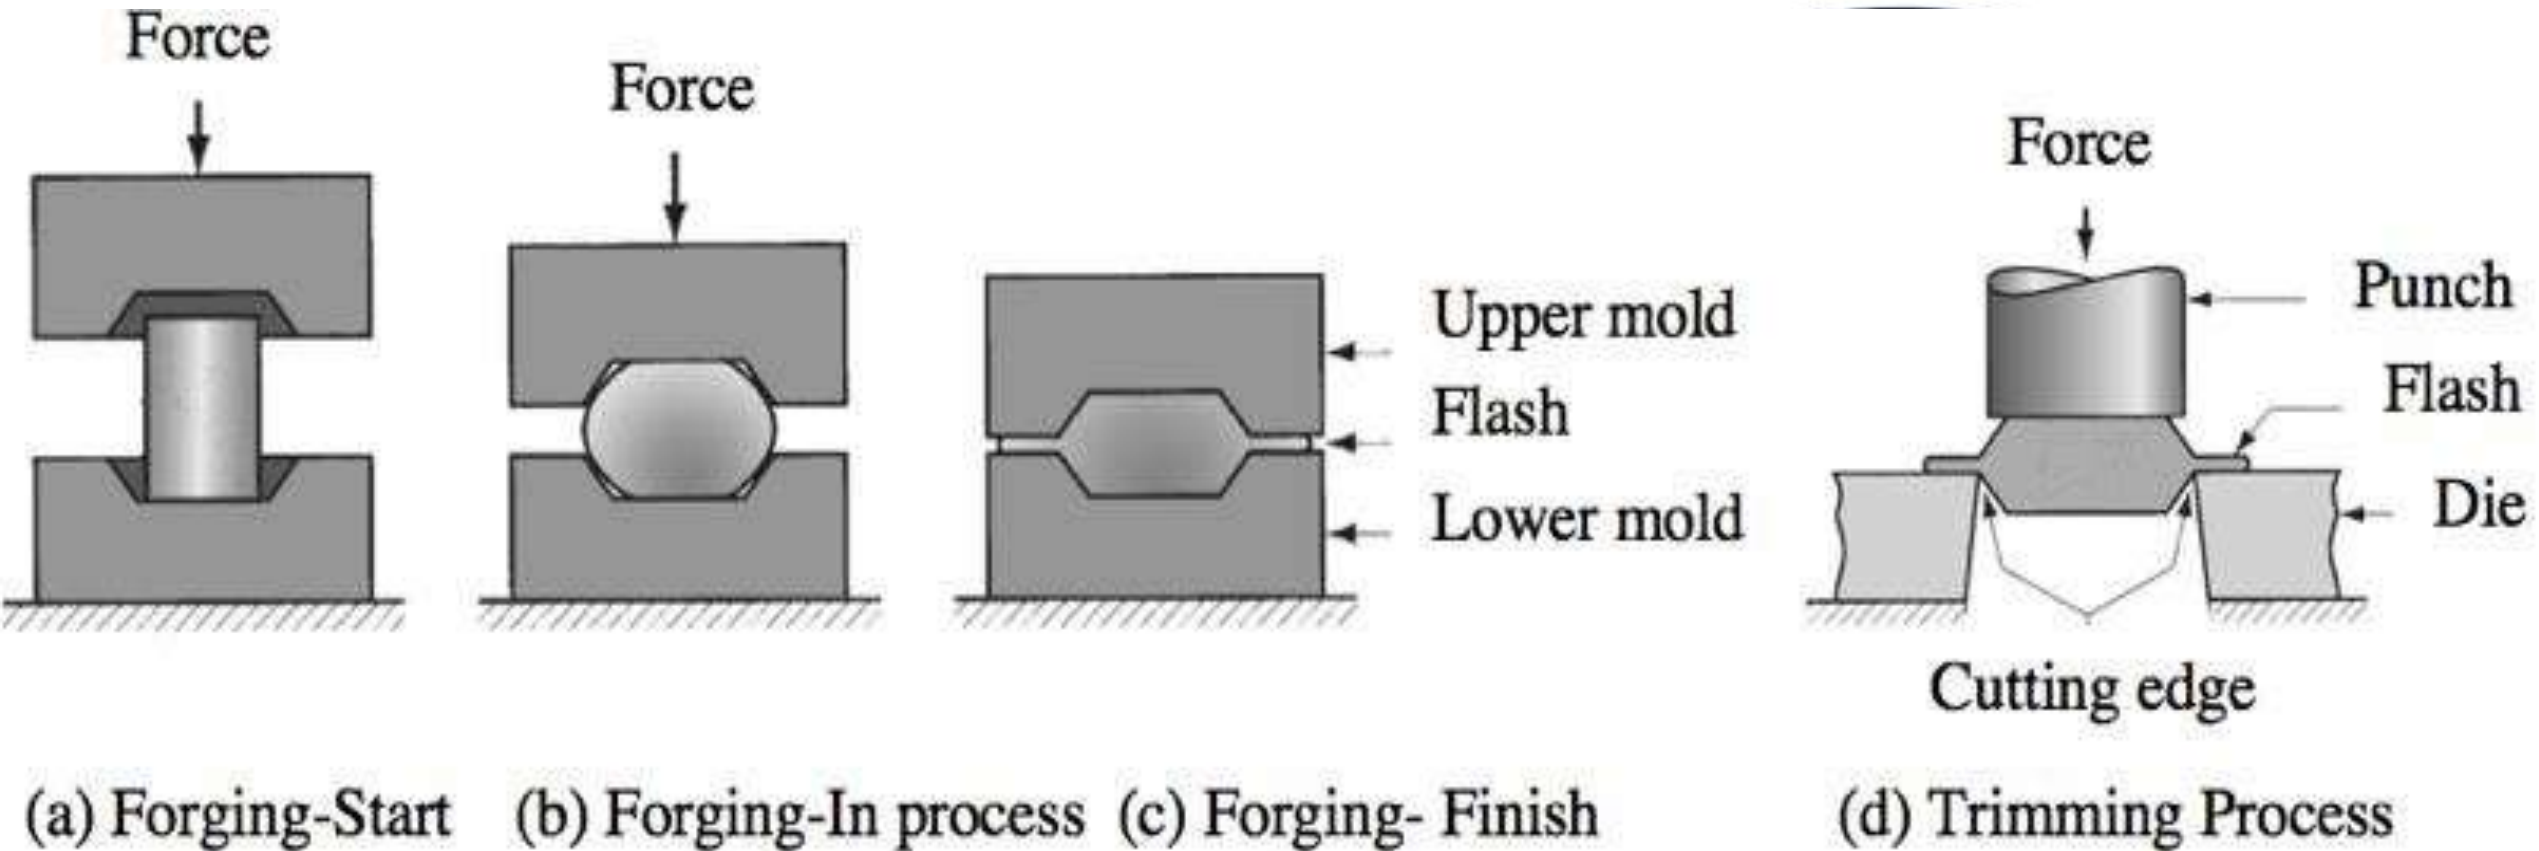 Force
Force
Upper mold
Flash
Lower mold
Force
Punch
Flash
Die
Cutting edge
(a) Forging-Start
(b) Forging-In process
(c) Forging- Finish
(d) Trimming Process